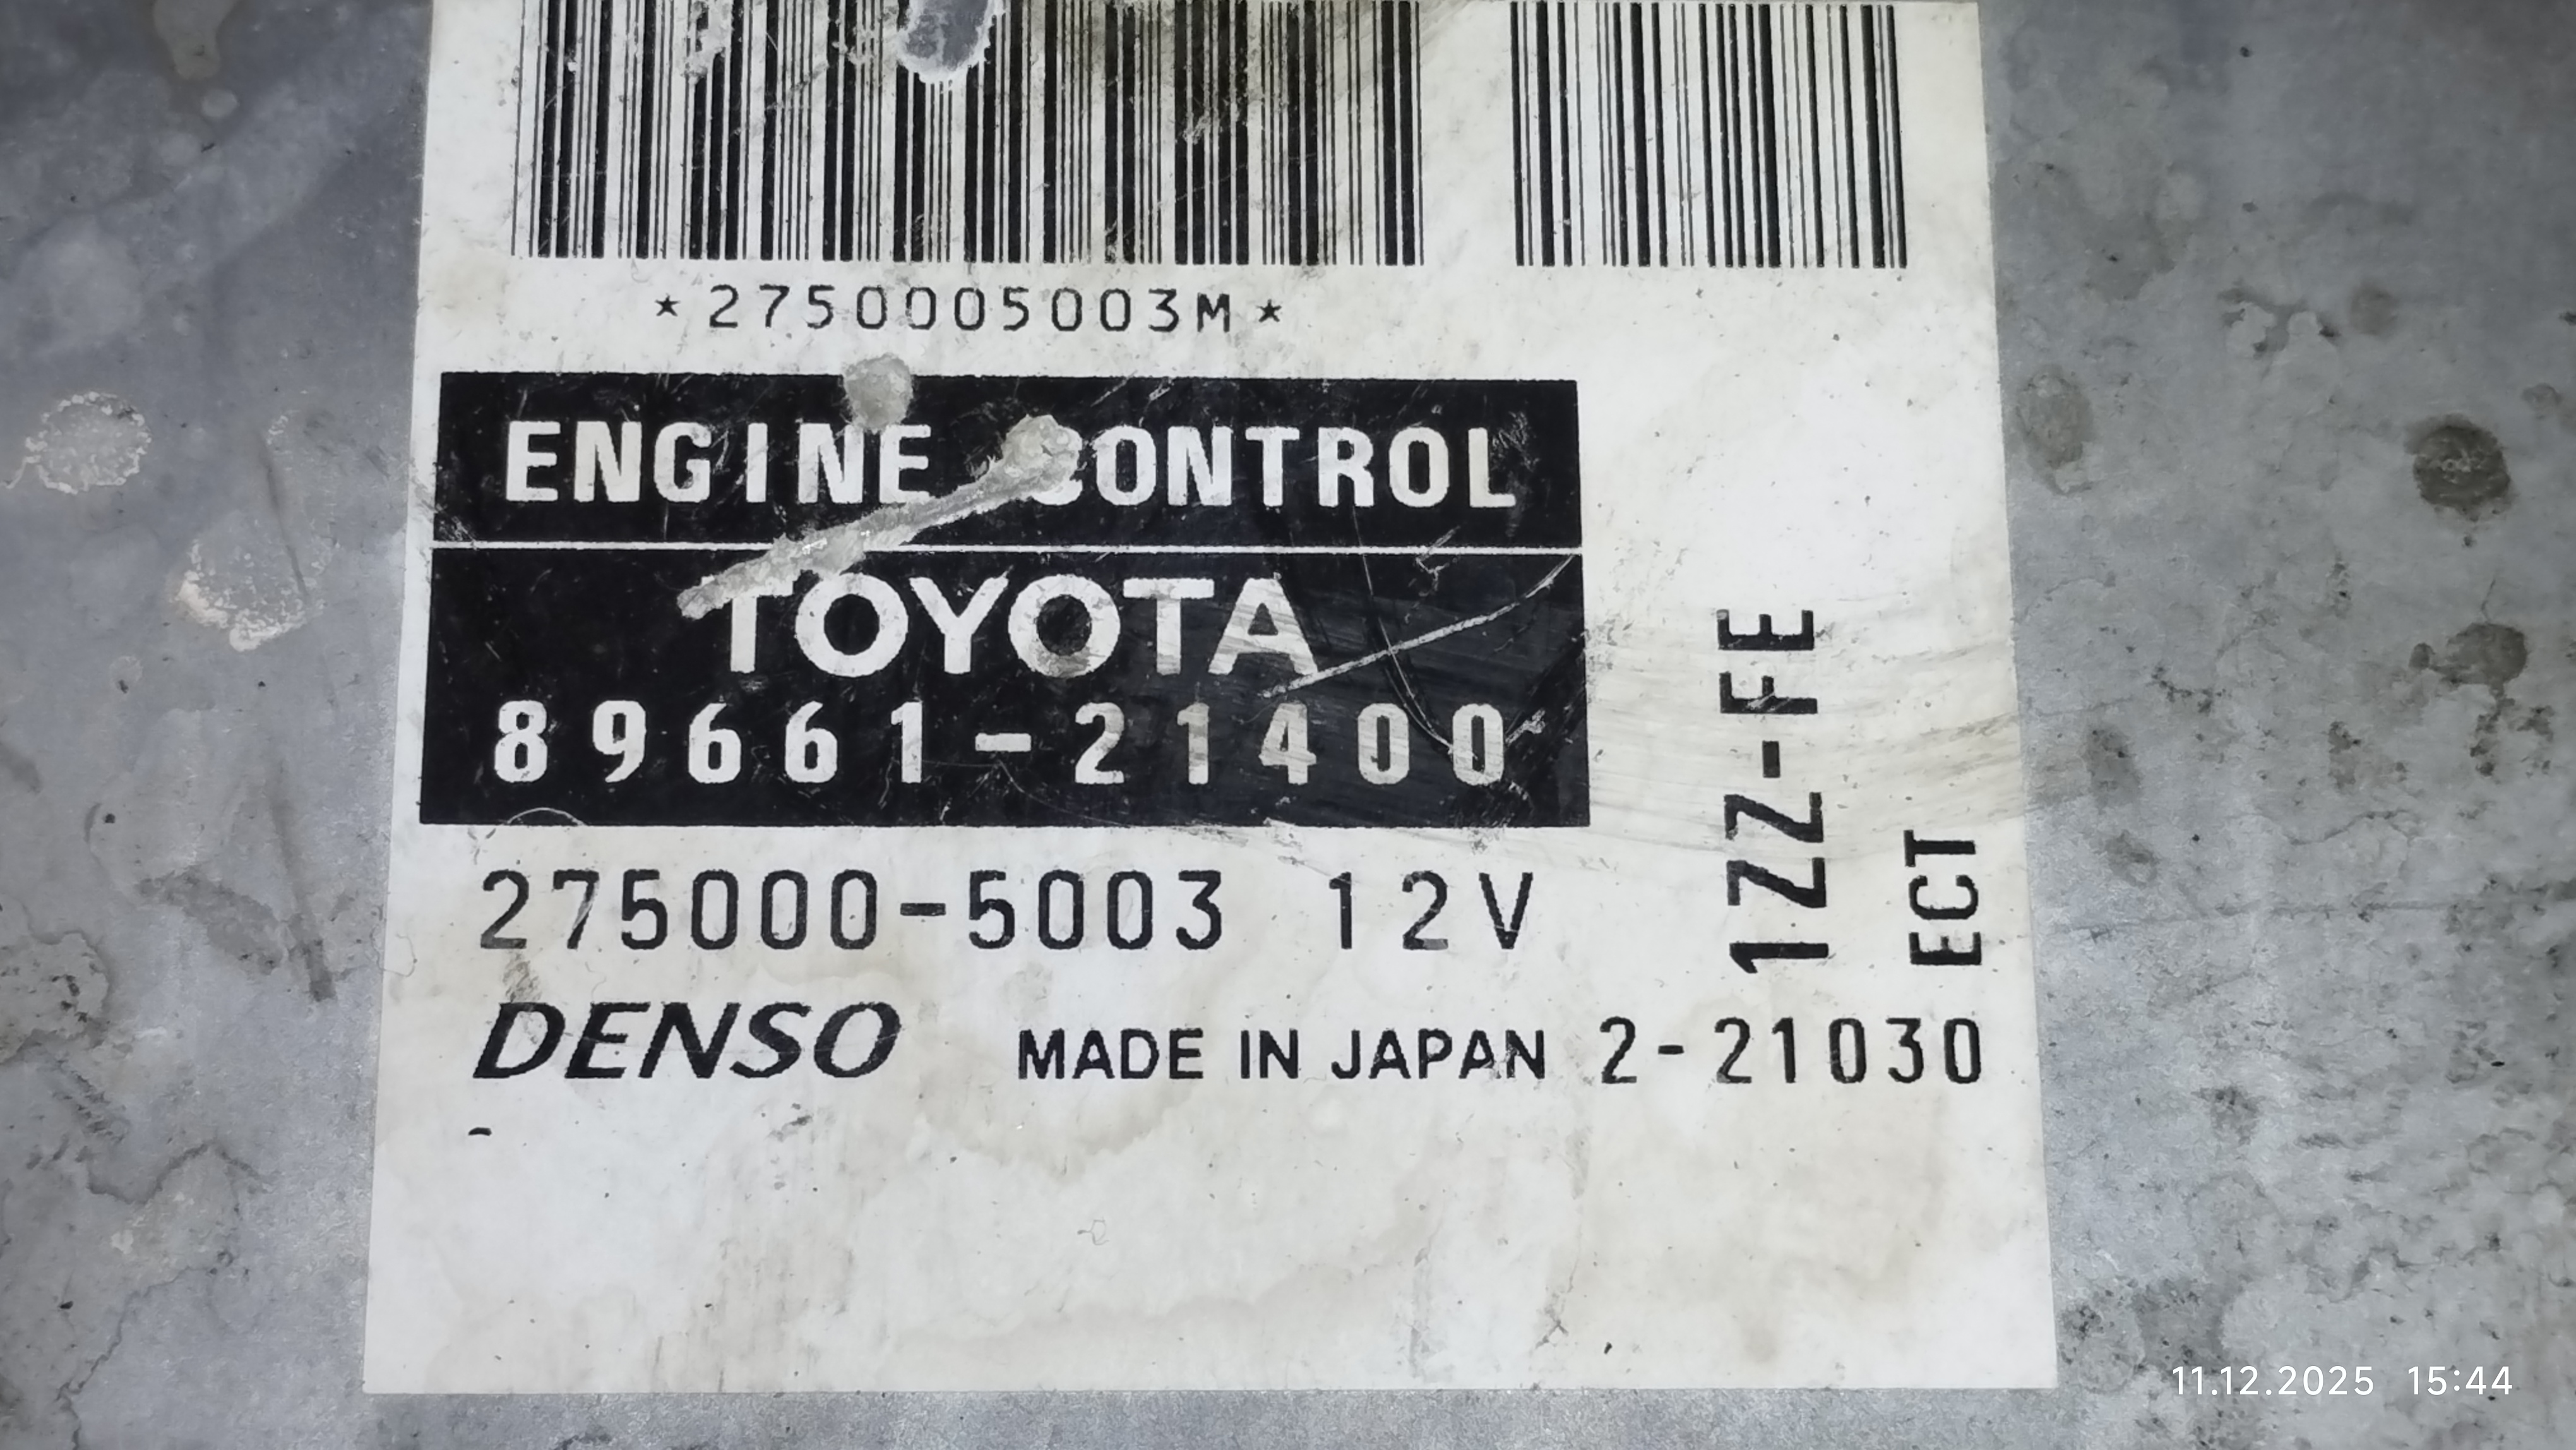 *2750005003M*
ENGINE CONTROL
TOYOTA
89661-21400
275000-5003 12V
DENSO MADE IN JAPAN 2-21030
1ZZ-FE
ECT
11.12.2025 15:44